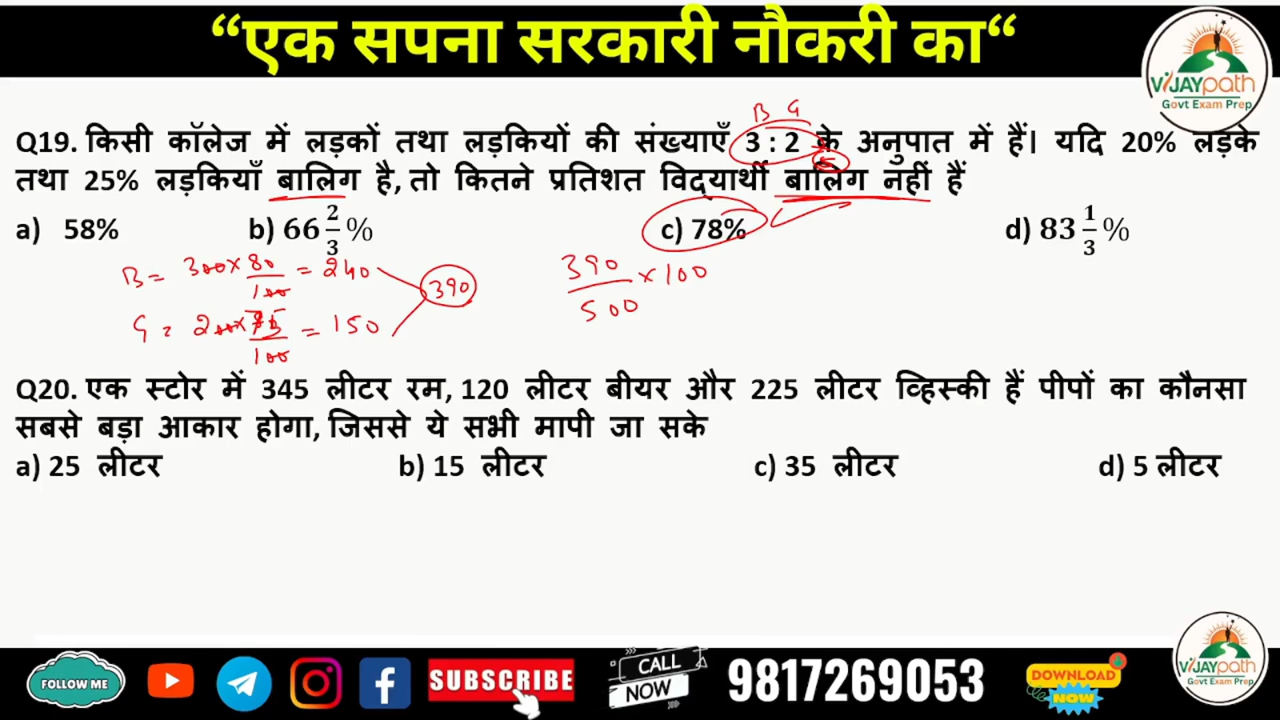 “एक सपना सरकारी नौकरी का“
VIJAYpath
Govt Exam Prep
B G
Q19. किसी कॉलेज में लड़कों तथा लड़कियों की संख्याएँ 3 : 2 के अनुपात में हैं। यदि 20% लड़के
तथा 25% लड़कियाँ बालिग है, तो कितने प्रतिशत विद्यार्थी बालिग नहीं हैं
a) 58% b) 66 2/3 % c) 78% d) 83 1/3 %
B = 300 × 80/100 = 240
390
390/500 × 100
G = 200 × 75/100 = 150
Q20. एक स्टोर में 345 लीटर रम, 120 लीटर बीयर और 225 लीटर व्हिस्की हैं पीपों का कौनसा
सबसे बड़ा आकार होगा, जिससे ये सभी मापी जा सके
a) 25 लीटर b) 15 लीटर c) 35 लीटर d) 5 लीटर
VIJAYpath
Govt Exam Prep
FOLLOW ME
SUBSCRIBE
CALL
NOW
9817269053
DOWNLOAD
NOW